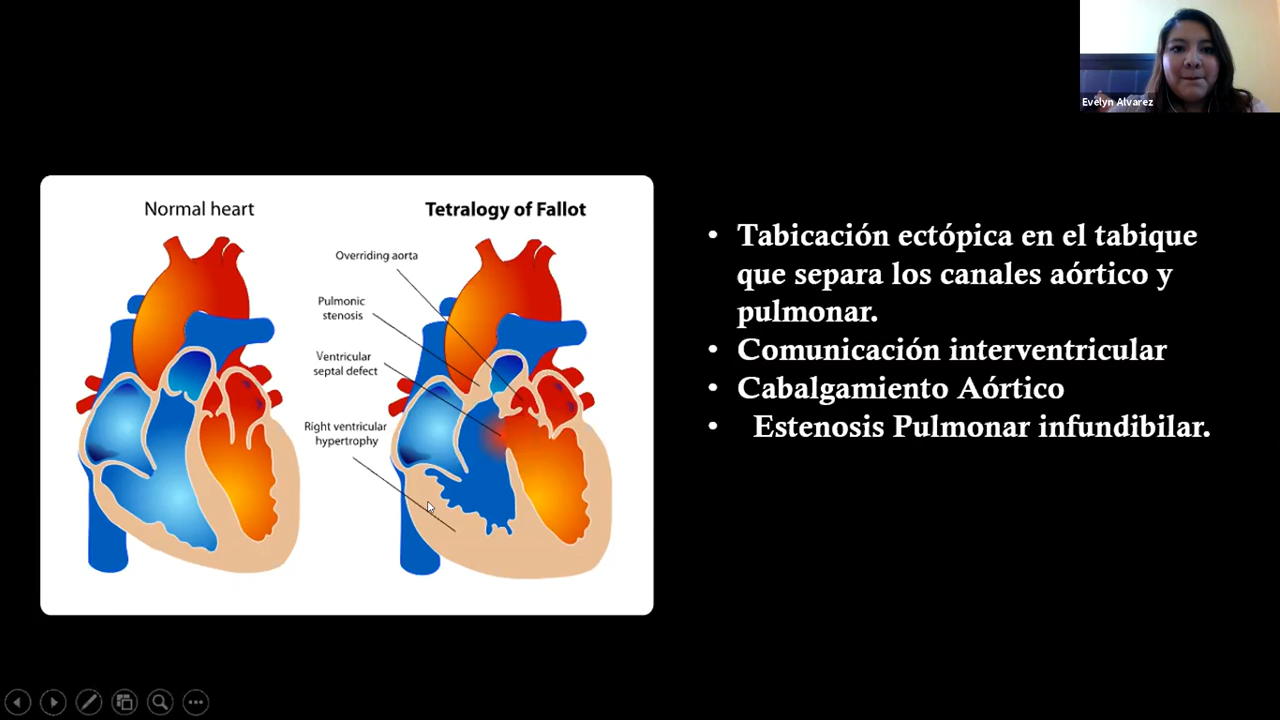 Evelyn Alvarez
Normal heart
Tetralogy of Fallot
Overriding aorta
Pulmonic
stenosis
Ventricular
septal defect
Right ventricular
hypertrophy
• Tabicación ectópica en el tabique
que separa los canales aórtico y
pulmonar.
• Comunicación interventricular
• Cabalgamiento Aórtico
• Estenosis Pulmonar infundibilar.